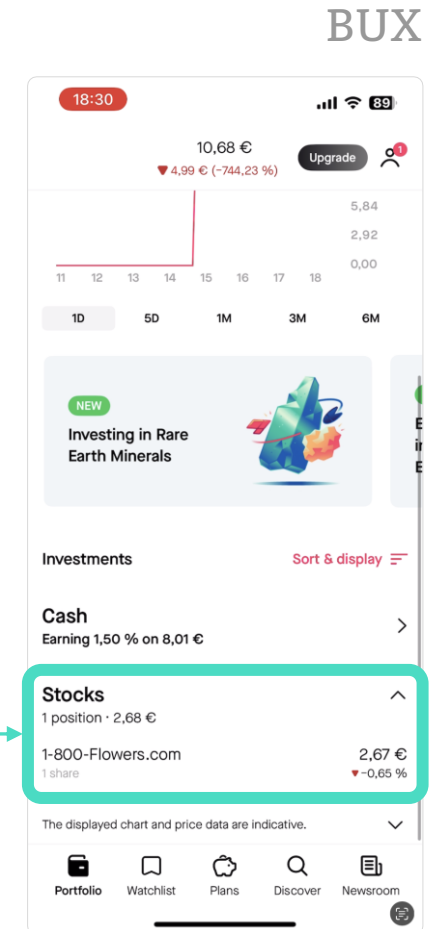 BUX
18:30
89
10,68 €
▼ 4,99 € (-744,23 %)
Upgrade
1
5,84
2,92
0,00
11 12 13 14 15 16 17 18
1D 5D 1M 3M 6M
NEW
Investing in Rare
Earth Minerals
Investments
Sort & display
Cash
Earning 1,50 % on 8,01 €
Stocks
1 position · 2,68 €
1-800-Flowers.com 2,67 €
1 share ▼-0,65 %
The displayed chart and price data are indicative.
Portfolio Watchlist Plans Discover Newsroom